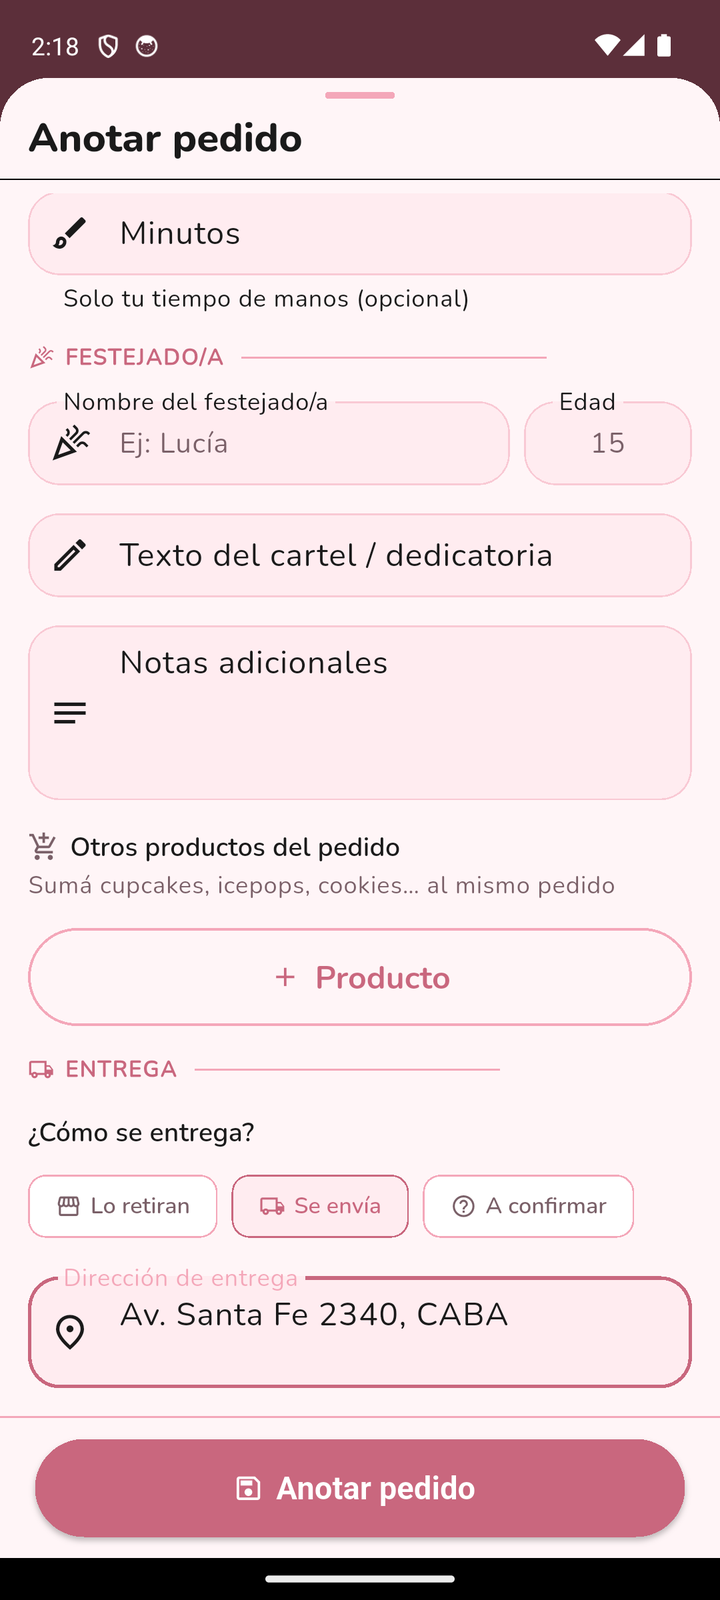 2:18
Anotar pedido
Minutos
Solo tu tiempo de manos (opcional)
FESTEJADO/A
Nombre del festejado/a
Edad
Ej: Lucía
15
Texto del cartel / dedicatoria
Notas adicionales
Otros productos del pedido
Sumá cupcakes, icepops, cookies... al mismo pedido
+ Producto
ENTREGA
¿Cómo se entrega?
Lo retiran
Se envía
A confirmar
Dirección de entrega
Av. Santa Fe 2340, CABA
Anotar pedido